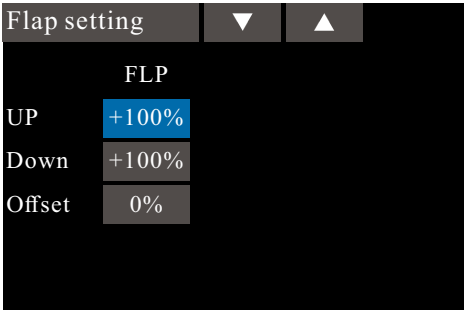 Flap setting ▼ ▲
FLP
UP +100%
Down +100%
Offset 0%